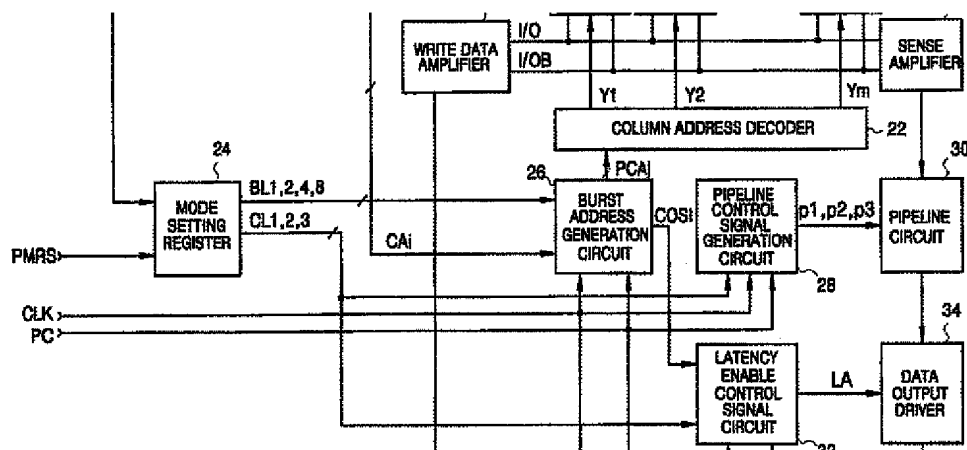 I/O
WRITE DATA
AMPLIFIER
I/OB
SENSE
AMPLIFIER
Y1
Y2
Ym
COLUMN ADDRESS DECODER
22
24
MODE
SETTING
REGISTER
BL1,2,4,8
CL1,2,3
PMRS
CLK
PC
CAi
26
PCAj
BURST
ADDRESS
GENERATION
CIRCUIT
COSI
PIPELINE
CONTROL
SIGNAL
GENERATION
CIRCUIT
28
p1,p2,p3
30
PIPELINE
CIRCUIT
LATENCY
ENABLE
CONTROL
SIGNAL
CIRCUIT
LA
34
DATA
OUTPUT
DRIVER